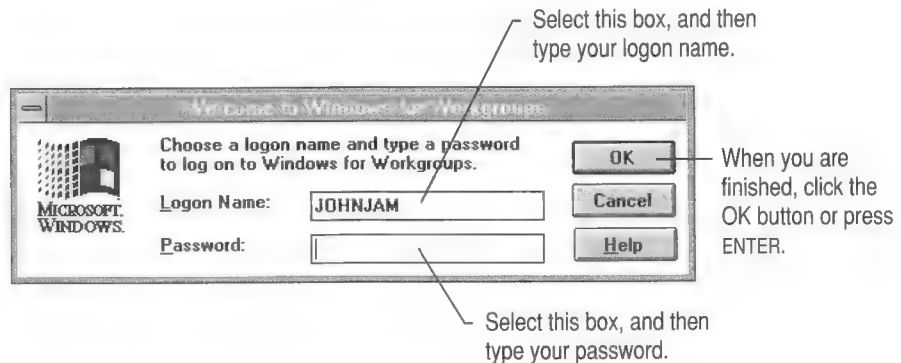 Select this box, and then
type your logon name.
Welcome to Windows for Workgroups
Choose a logon name and type a password
to log on to Windows for Workgroups.
OK
When you are
finished, click the
OK button or press
ENTER.
MICROSOFT.
WINDOWS.
Logon Name:
JOHNJAM
Cancel
Password:
Help
Select this box, and then
type your password.